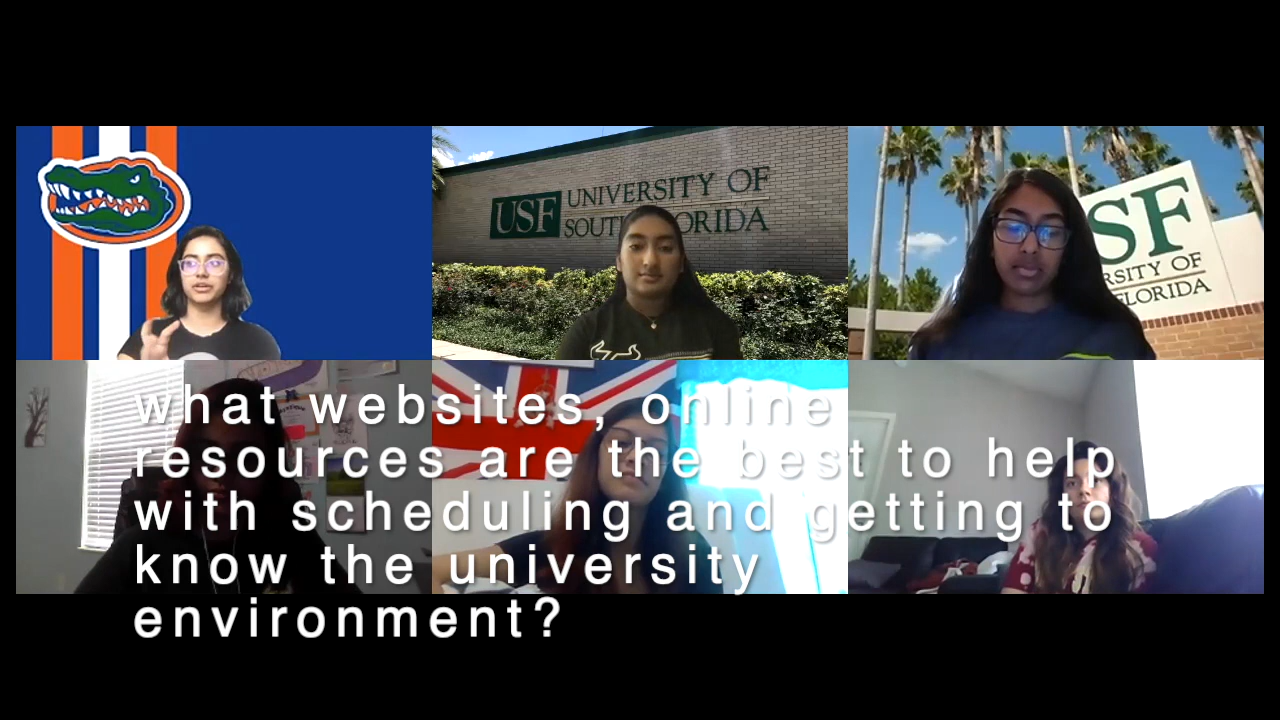 USF UNIVERSITY OF
SOUTH FLORIDA
USF
RSITY OF
FLORIDA
what websites, online
resources are the best to help
with scheduling and getting to
know the university
environment?